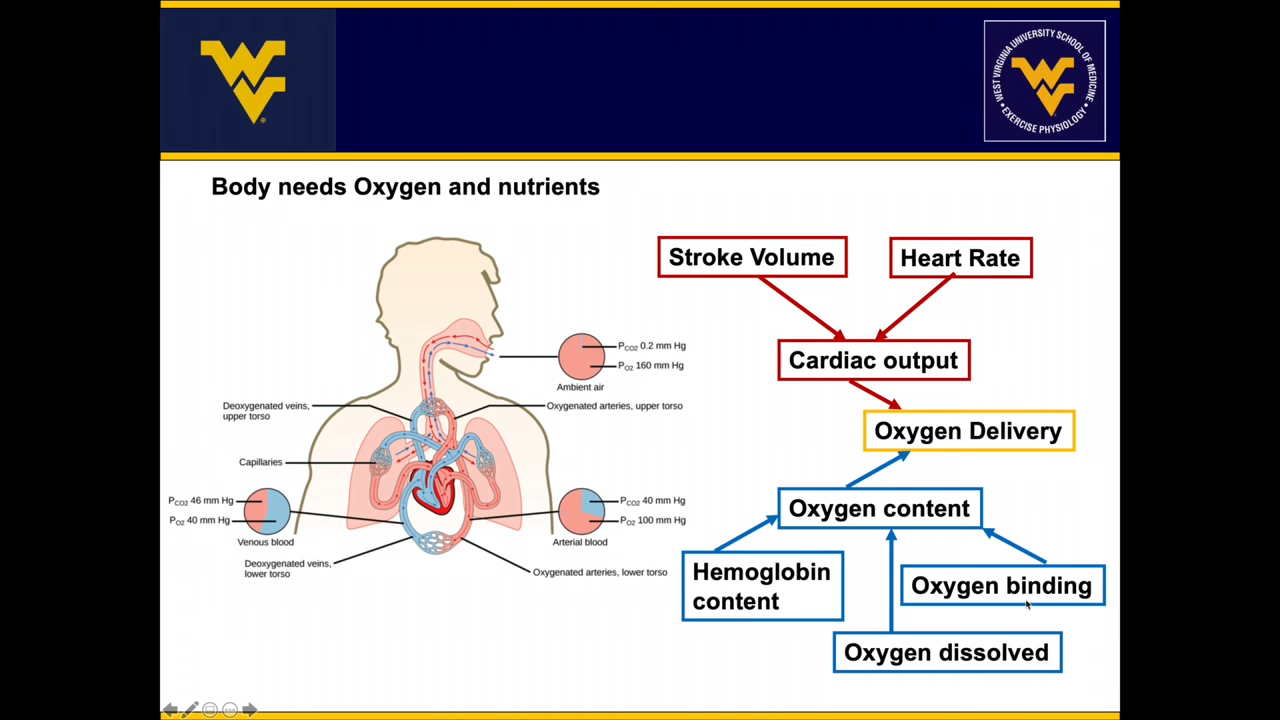 WV
®
WEST VIRGINIA UNIVERSITY SCHOOL OF MEDICINE
• EXERCISE PHYSIOLOGY •
WV
Body needs Oxygen and nutrients
Stroke Volume
Heart Rate
Cardiac output
Oxygen Delivery
Oxygen content
Hemoglobin
content
Oxygen binding
Oxygen dissolved
PCO2 0.2 mm Hg
PO2 160 mm Hg
Ambient air
Deoxygenated veins,
upper torso
Oxygenated arteries, upper torso
Capillaries
PCO2 46 mm Hg
PO2 40 mm Hg
Venous blood
PCO2 40 mm Hg
PO2 100 mm Hg
Arterial blood
Deoxygenated veins,
lower torso
Oxygenated arteries, lower torso